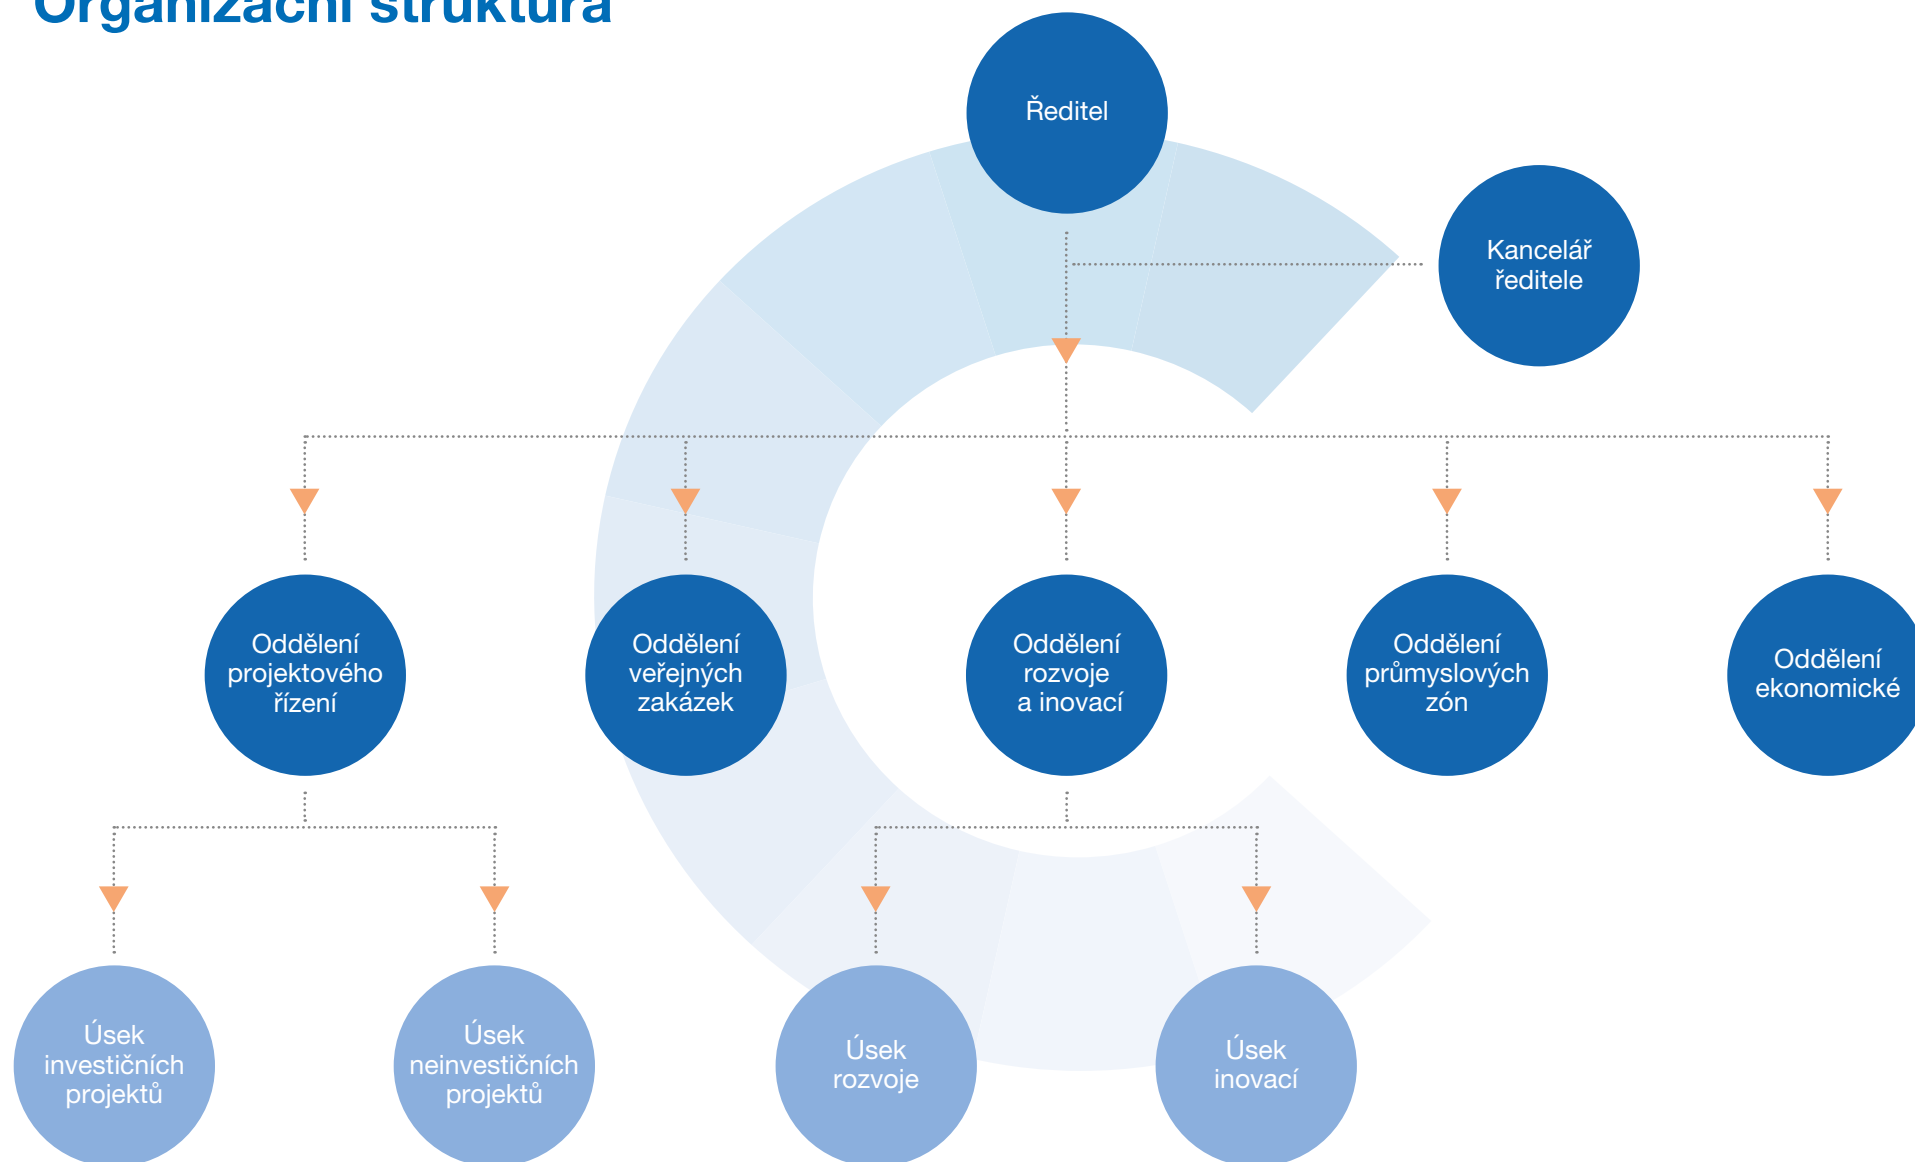 Organizační struktura
Ředitel
Kancelář
ředitele
Oddělení
projektového
řízení
Oddělení
veřejných
zakázek
Oddělení
rozvoje
a inovací
Oddělení
průmyslových
zón
Oddělení
ekonomické
Úsek
investičních
projektů
Úsek
neinvestičních
projektů
Úsek
rozvoje
Úsek
inovací